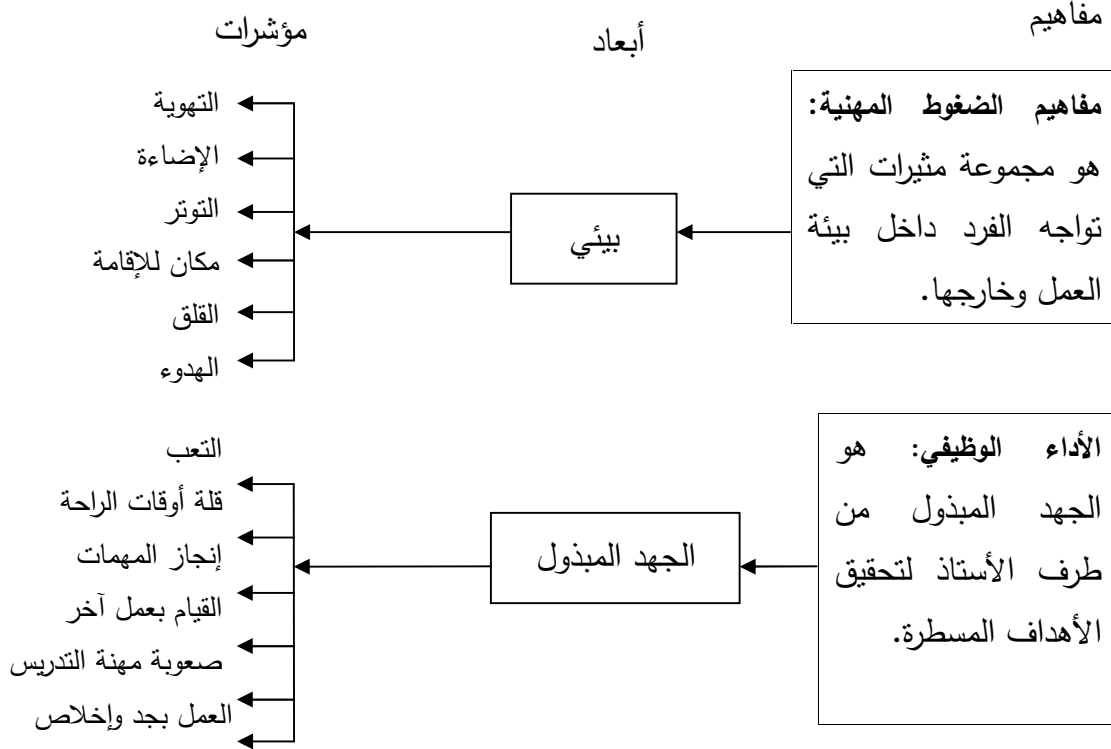 مفاهيم
أبعاد
مؤشرات
مفاهيم الضغوط المهنية:
هو مجموعة مثيرات التي
تواجه الفرد داخل بيئة
العمل وخارجها.
بيئي
التهوية
الإضاءة
التوتر
مكان للإقامة
القلق
الهدوء
الأداء الوظيفي: هو
الجهد المبذول من
طرف الأستاذ لتحقيق
الأهداف المسطرة.
الجهد المبذول
التعب
قلة أوقات الراحة
إنجاز المهمات
القيام بعمل آخر
صعوبة مهنة التدريس
العمل بجد وإخلاص